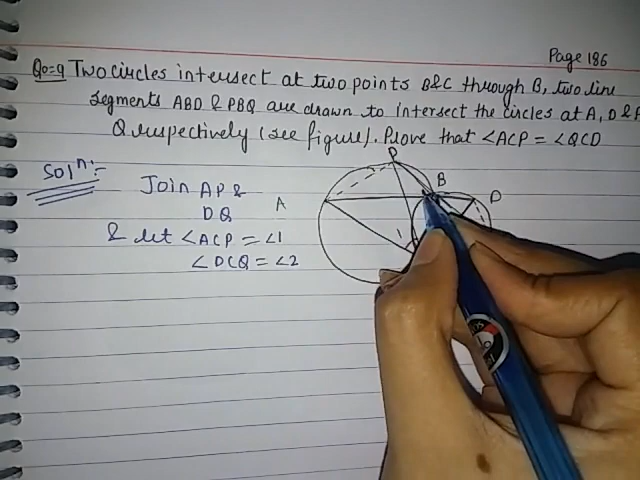 Page 186
Qo=9 Two circles intersect at two points B&C through B, two line
segments ABD & PBQ are drawn to intersect the circles at A, D & P
Q respectively (see figure). Prove that ∠ACP = ∠QCD
Solⁿ:-
Join AP &
DQ
& let ∠ACP = ∠1
∠DCQ = ∠2
P
A
B
D
1